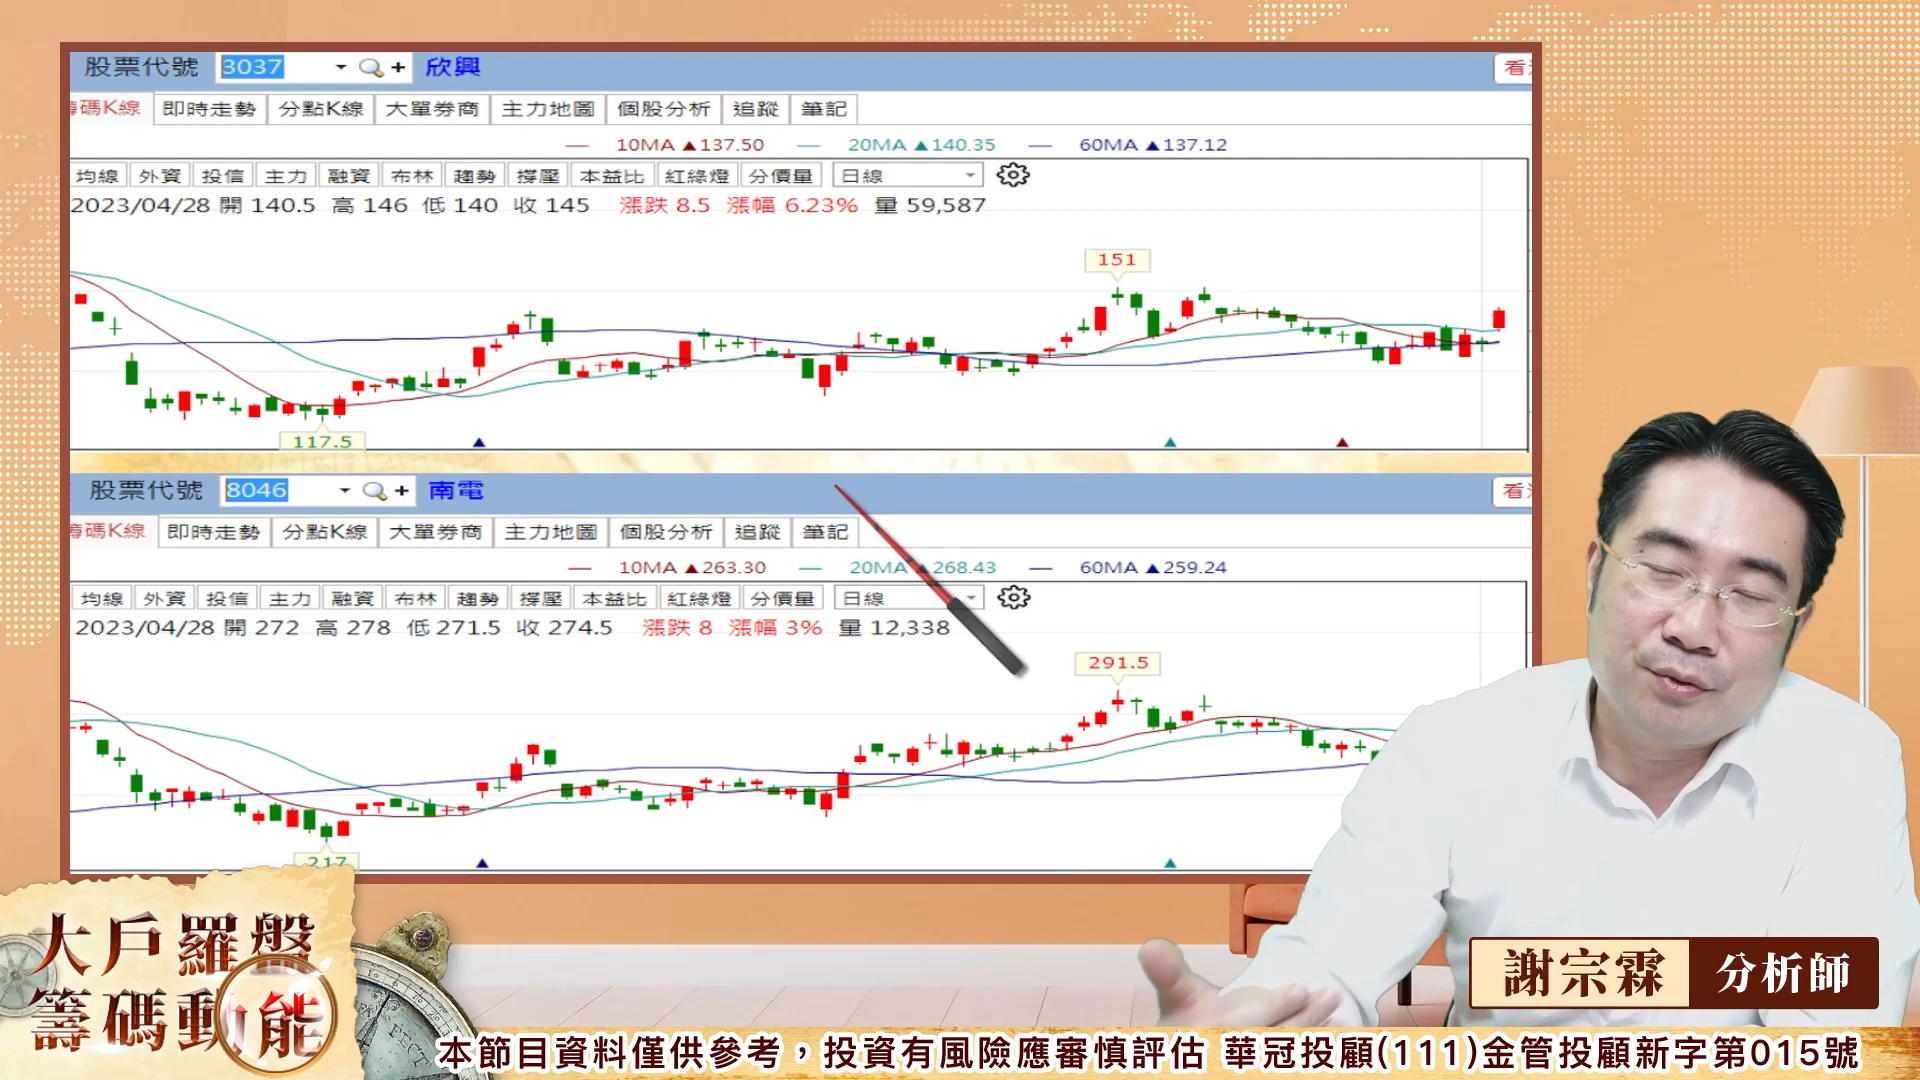 股票代號 3037 欣興 看
籌碼K線 即時走勢 分點K線 大單券商 主力地圖 個股分析 追蹤 筆記
10MA ▲137.50 20MA ▲140.35 60MA ▲137.12
均線 外資 投信 主力 融資 布林 趨勢 撐壓 本益比 紅綠燈 分價量 日線
2023/04/28 開 140.5 高 146 低 140 收 145 漲跌 8.5 漲幅 6.23% 量 59,587
151
117.5
股票代號 8046 南電 看
籌碼K線 即時走勢 分點K線 大單券商 主力地圖 個股分析 追蹤 筆記
10MA ▲263.30 20MA ▲268.43 60MA ▲259.24
均線 外資 投信 主力 融資 布林 趨勢 撐壓 本益比 紅綠燈 分價量 日線
2023/04/28 開 272 高 278 低 271.5 收 274.5 漲跌 8 漲幅 3% 量 12,338
291.5
217
大戶羅盤
籌碼動能
謝宗霖 分析師
本節目資料僅供參考，投資有風險應審慎評估 華冠投顧(111)金管投顧新字第015號